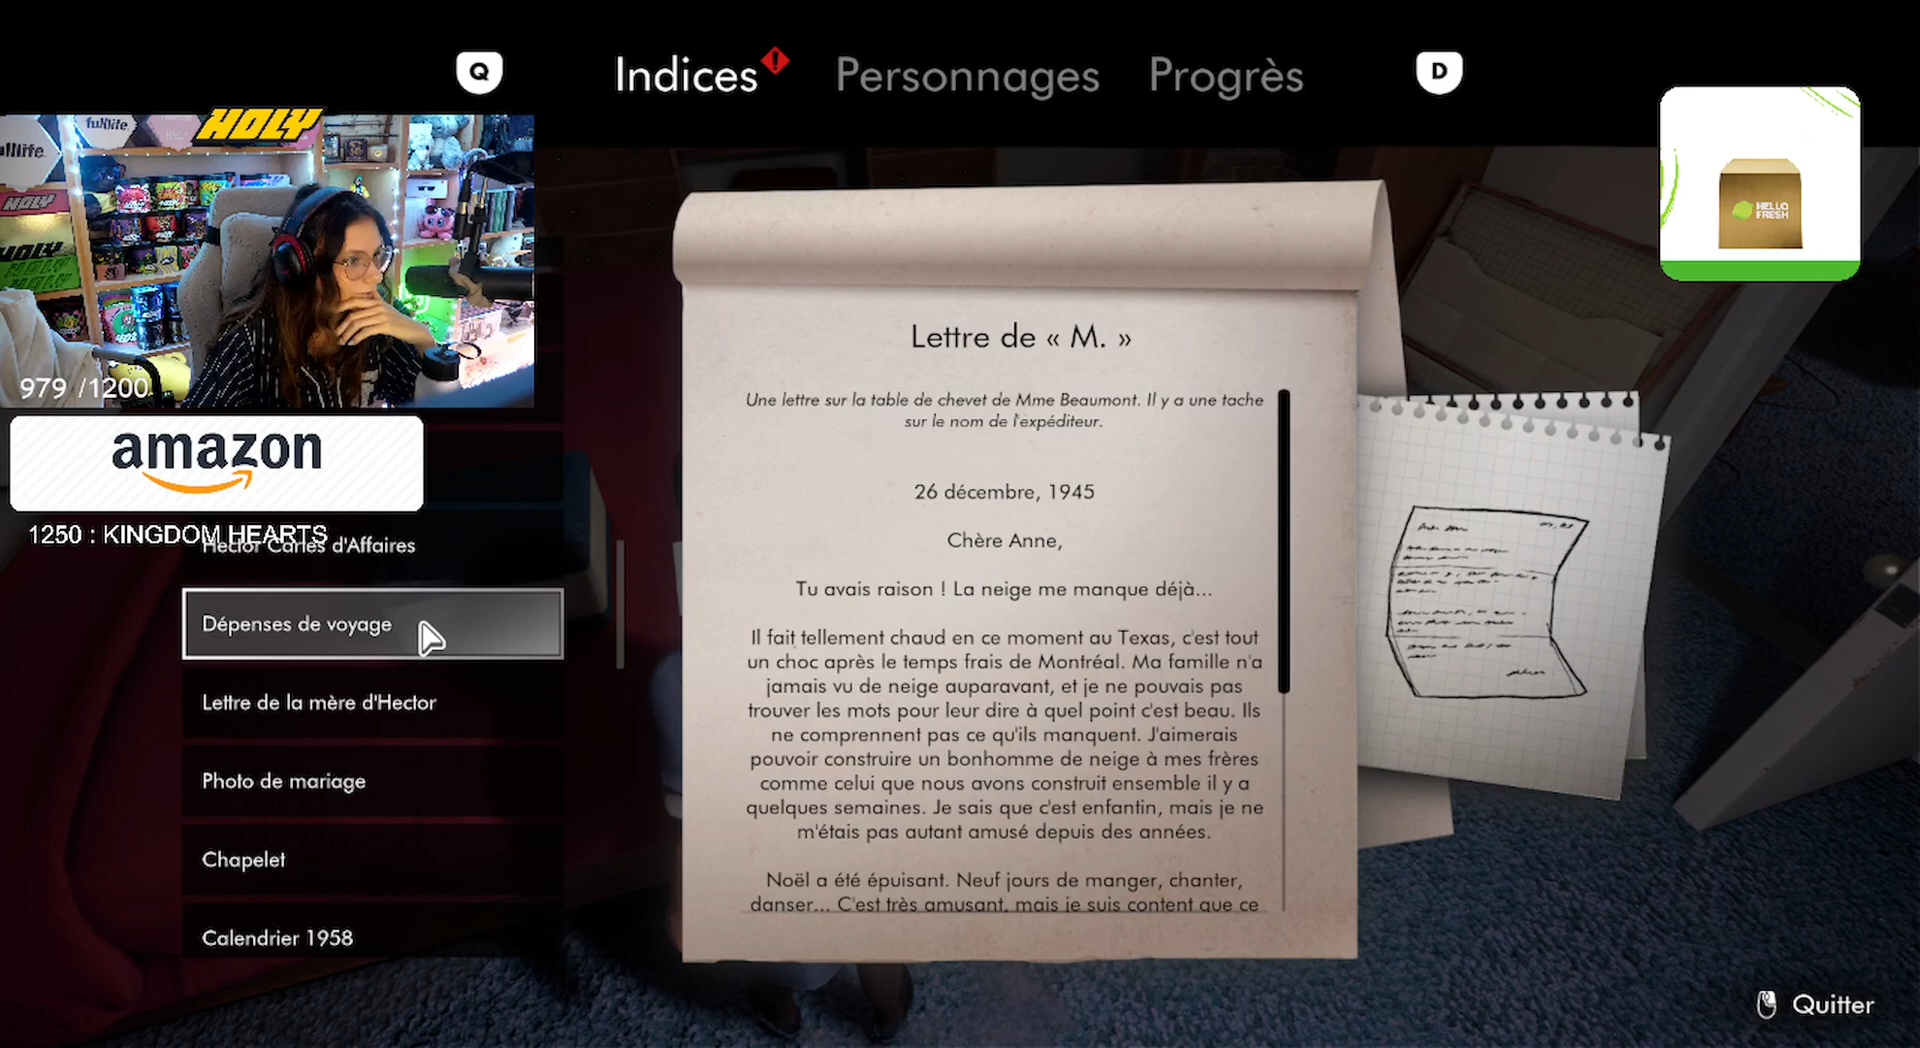 Q
Indices
Personnages
Progrès
D
HOLY
fulllife
ulllife.
HOLY
HOLY
HOLY
HOLY
979 /1200
amazon
1250 : KINGDOM HEARTS
Hector Cartes d'Affaires
Dépenses de voyage
Lettre de la mère d'Hector
Photo de mariage
Chapelet
Calendrier 1958
Lettre de « M. »
Une lettre sur la table de chevet de Mme Beaumont. Il y a une tache
sur le nom de l'expéditeur.
26 décembre, 1945
Chère Anne,
Tu avais raison ! La neige me manque déjà...
Il fait tellement chaud en ce moment au Texas, c'est tout
un choc après le temps frais de Montréal. Ma famille n'a
jamais vu de neige auparavant, et je ne pouvais pas
trouver les mots pour leur dire à quel point c'est beau. Ils
ne comprennent pas ce qu'ils manquent. J'aimerais
pouvoir construire un bonhomme de neige à mes frères
comme celui que nous avons construit ensemble il y a
quelques semaines. Je sais que c'est enfantin, mais je ne
m'étais pas autant amusé depuis des années.
Noël a été épuisant. Neuf jours de manger, chanter,
danser... C'est très amusant, mais je suis content que ce
HELLO
FRESH
Quitter